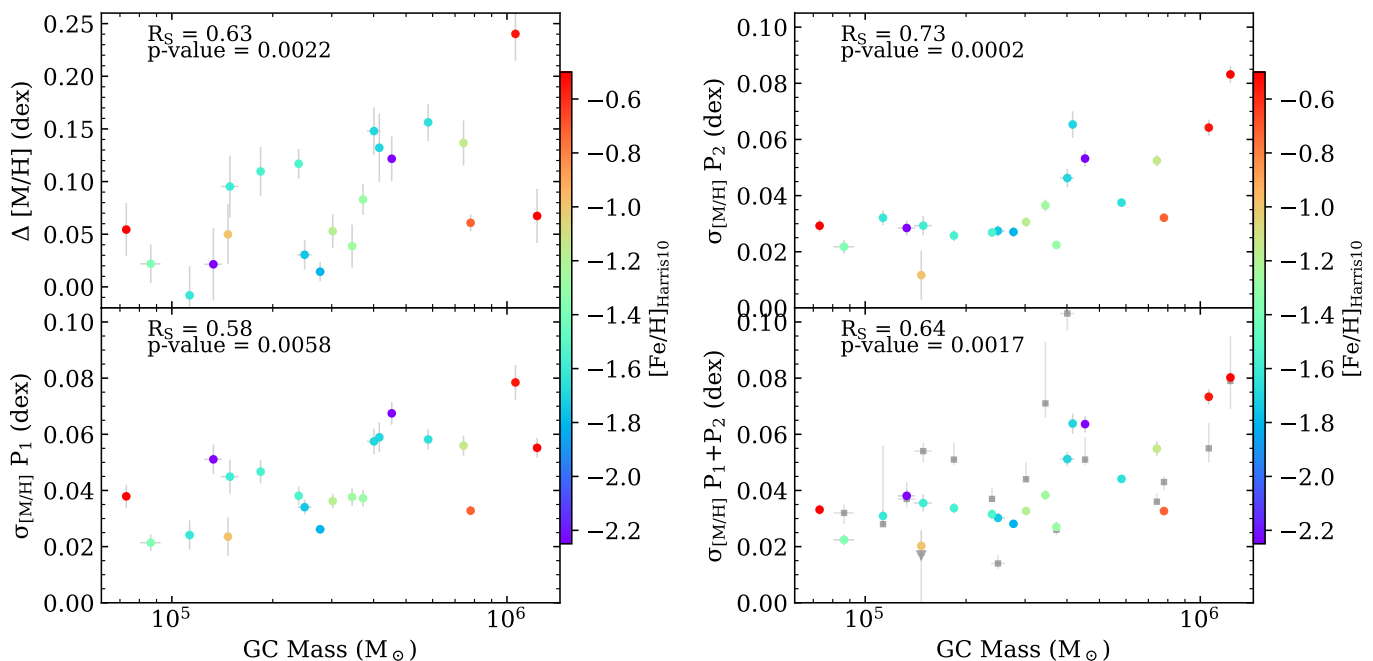 R_S = 0.63
p-value = 0.0022
Δ [M/H] (dex)
0.25
0.20
0.15
0.10
0.05
0.00
R_S = 0.58
p-value = 0.0058
σ_[M/H] P_1 (dex)
0.10
0.08
0.06
0.04
0.02
0.00
10^5
10^6
GC Mass (M_⊙)
−0.6
−0.8
−1.0
−1.2
−1.4
−1.6
−1.8
−2.0
−2.2
[Fe/H]_Harris10
R_S = 0.73
p-value = 0.0002
σ_[M/H] P_2 (dex)
0.10
0.08
0.06
0.04
0.02
0.00
R_S = 0.64
p-value = 0.0017
σ_[M/H] P_1+P_2 (dex)
0.10
0.08
0.06
0.04
0.02
0.00
10^5
10^6
GC Mass (M_⊙)
−0.6
−0.8
−1.0
−1.2
−1.4
−1.6
−1.8
−2.0
−2.2
[Fe/H]_Harris10